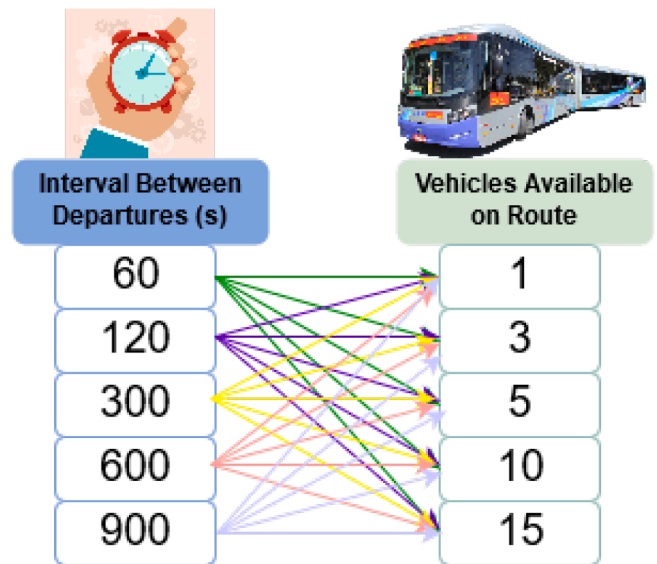 Interval Between
Departures (s)
Vehicles Available
on Route
60
1
120
3
300
5
600
10
900
15